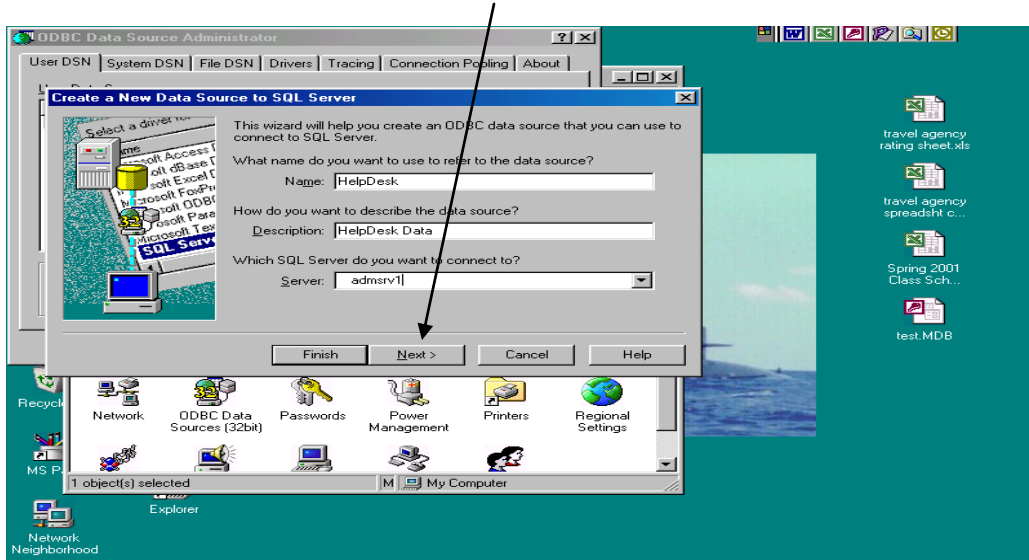 ODBC Data Source Administrator
User DSN System DSN File DSN Drivers Tracing Connection Pooling About
Create a New Data Source to SQL Server
Select a driver
This wizard will help you create an ODBC data source that you can use to
connect to SQL Server.
What name do you want to use to refer to the data source?
Name: HelpDesk
How do you want to describe the data source?
Description: HelpDesk Data
Which SQL Server do you want to connect to?
Server: admsrv1
Finish Next > Cancel Help
travel agency
rating sheet.xls
travel agency
spreadsht c...
Spring 2001
Class Sch...
test.MDB
Network
ODBC Data
Sources (32bit)
Passwords
Power
Management
Printers
Regional
Settings
1 object(s) selected
My Computer
Explorer
Network
Neighborhood